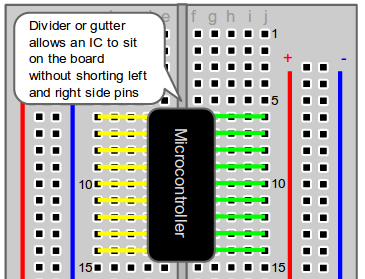 Divider or gutter
allows an IC to sit
on the board
without shorting left
and right side pins
e f g h i j
1
+ -
5
Microcontroller
10 10
15 15